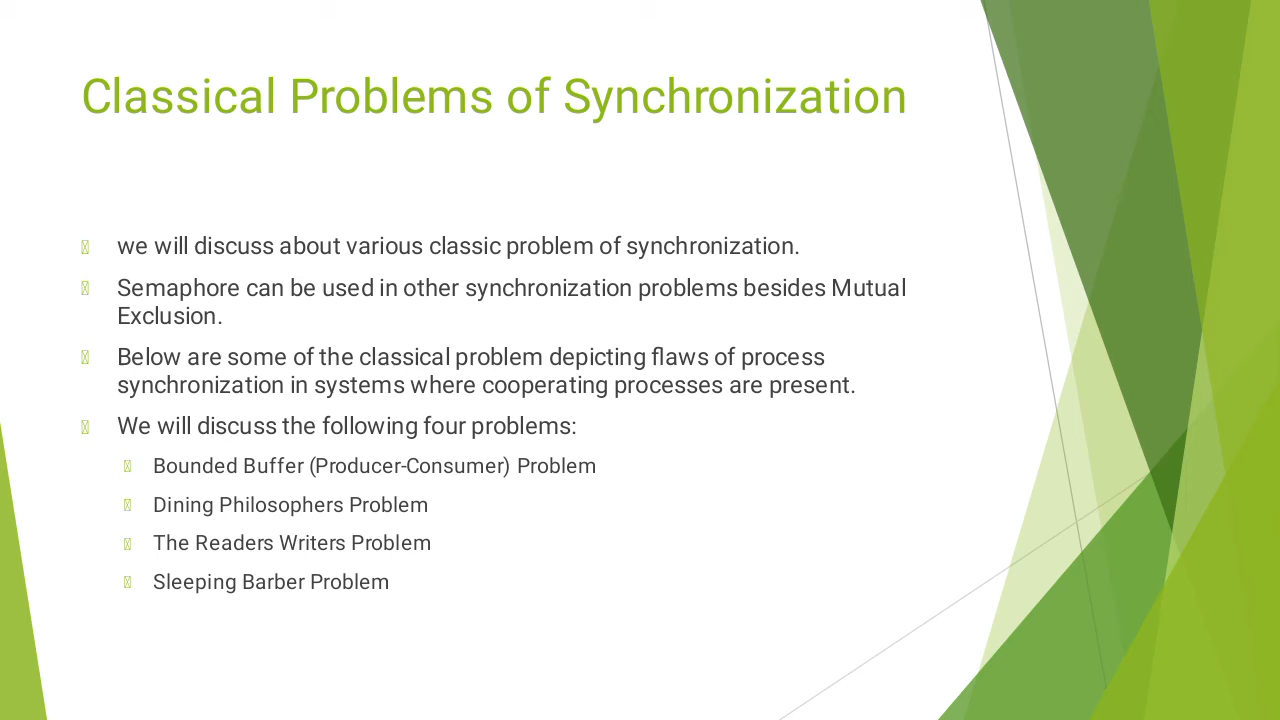 Classical Problems of Synchronization
we will discuss about various classic problem of synchronization.
Semaphore can be used in other synchronization problems besides Mutual
Exclusion.
Below are some of the classical problem depicting flaws of process
synchronization in systems where cooperating processes are present.
We will discuss the following four problems:
Bounded Buffer (Producer-Consumer) Problem
Dining Philosophers Problem
The Readers Writers Problem
Sleeping Barber Problem